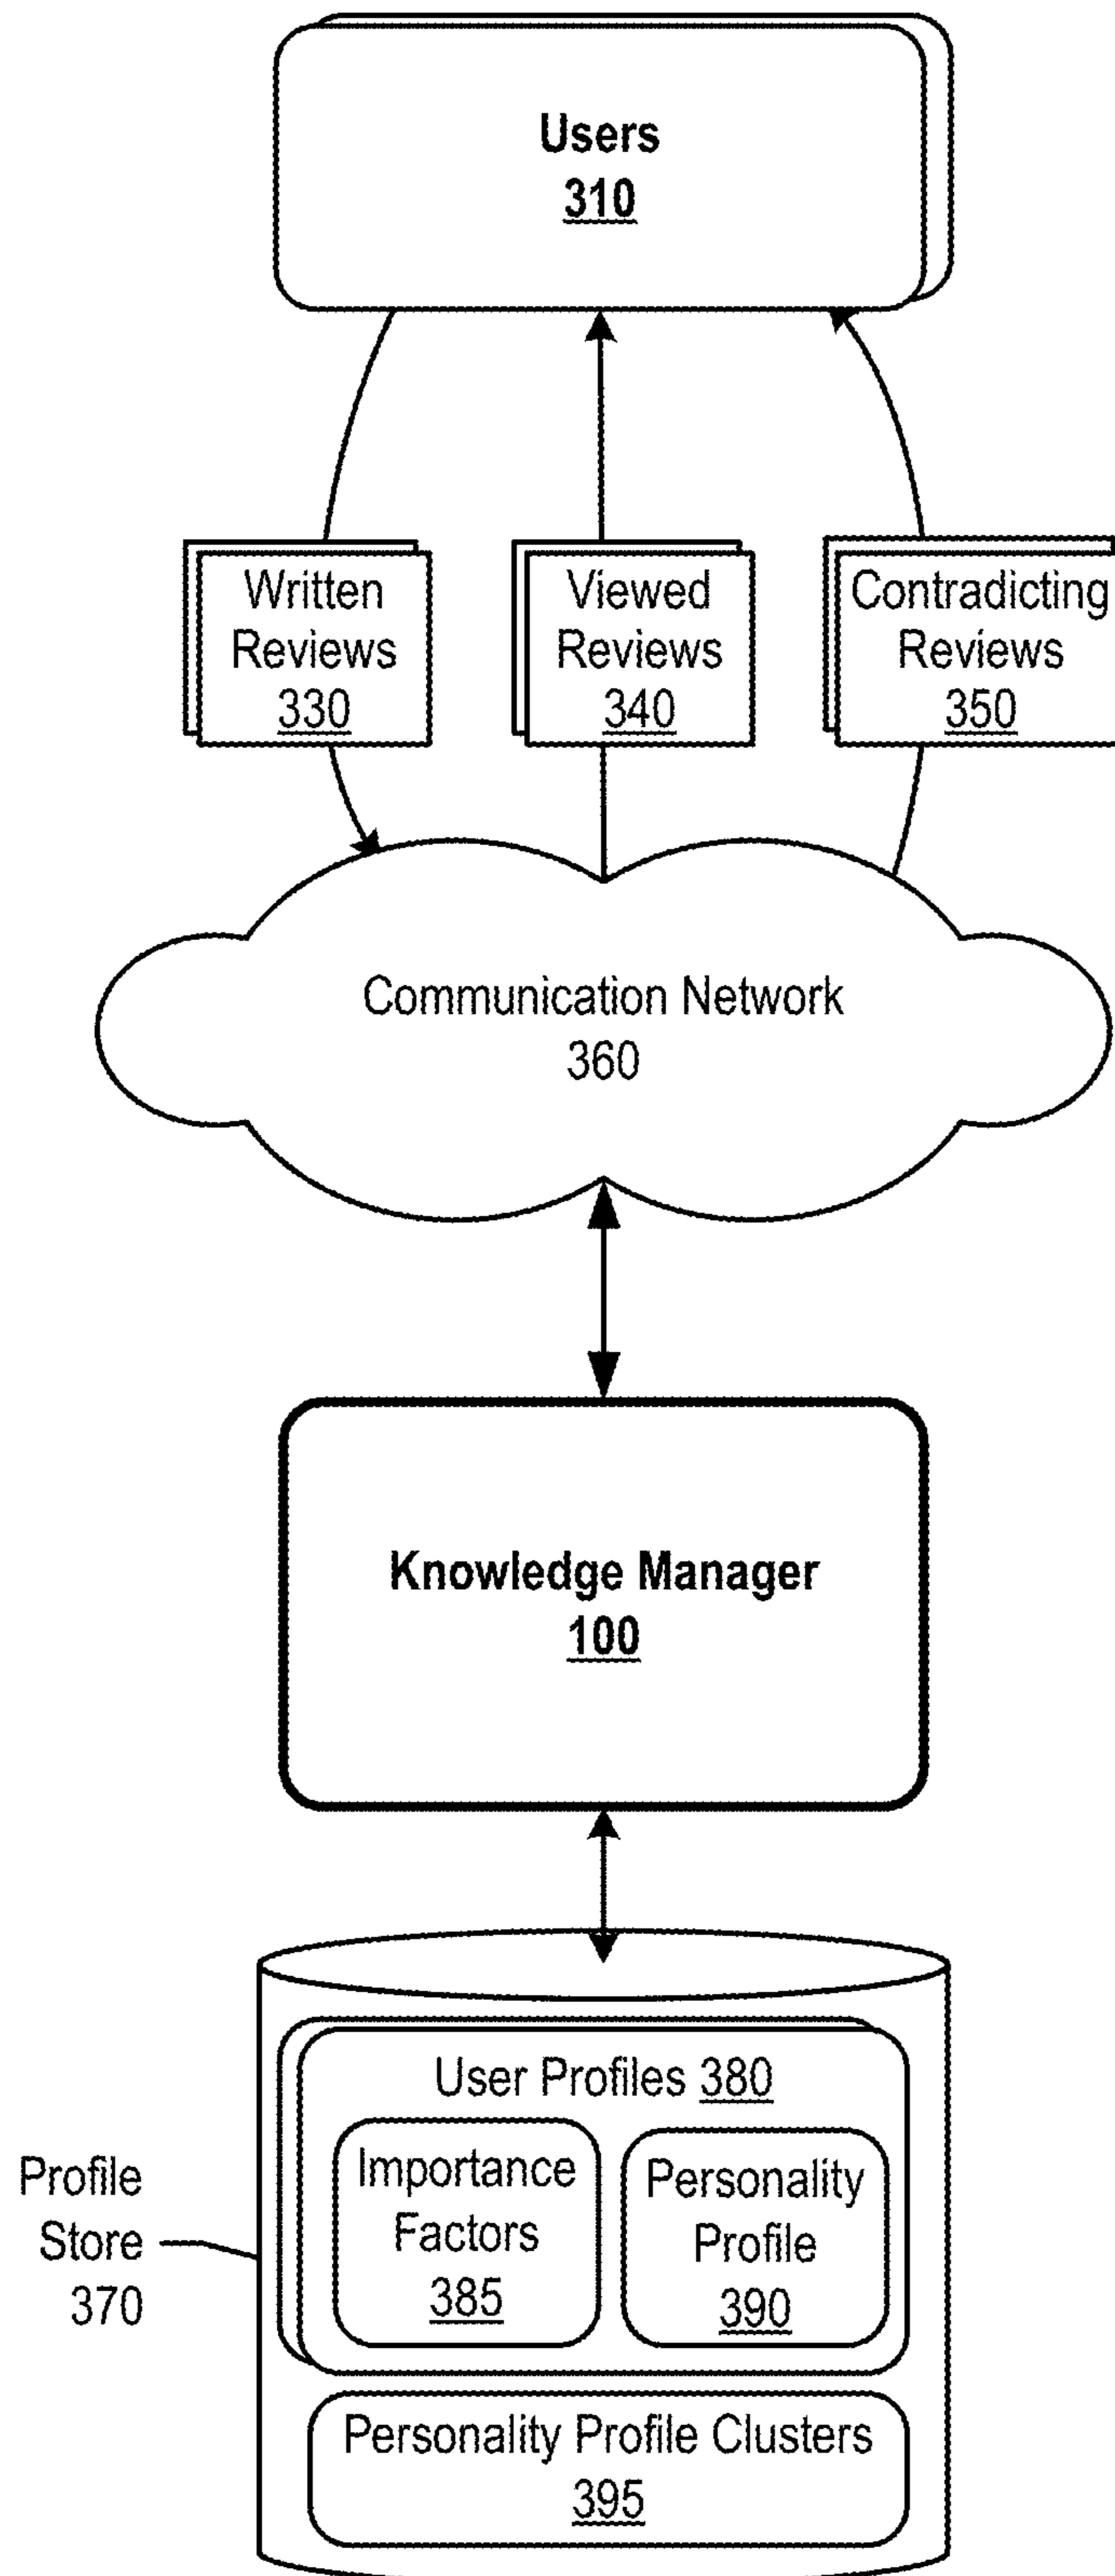 Users
310
Written
Reviews
330
Viewed
Reviews
340
Contradicting
Reviews
350
Communication Network
360
Knowledge Manager
100
User Profiles 380
Importance
Factors
385
Personality
Profile
390
Profile
Store
370
Personality Profile Clusters
395